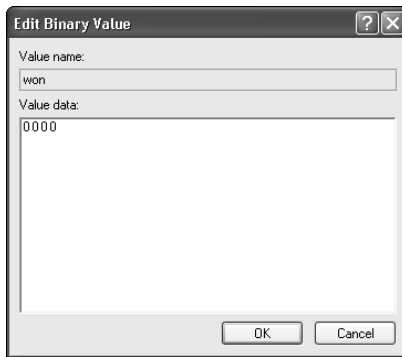 Edit Binary Value
Value name:
won
Value data:
0000
OK Cancel